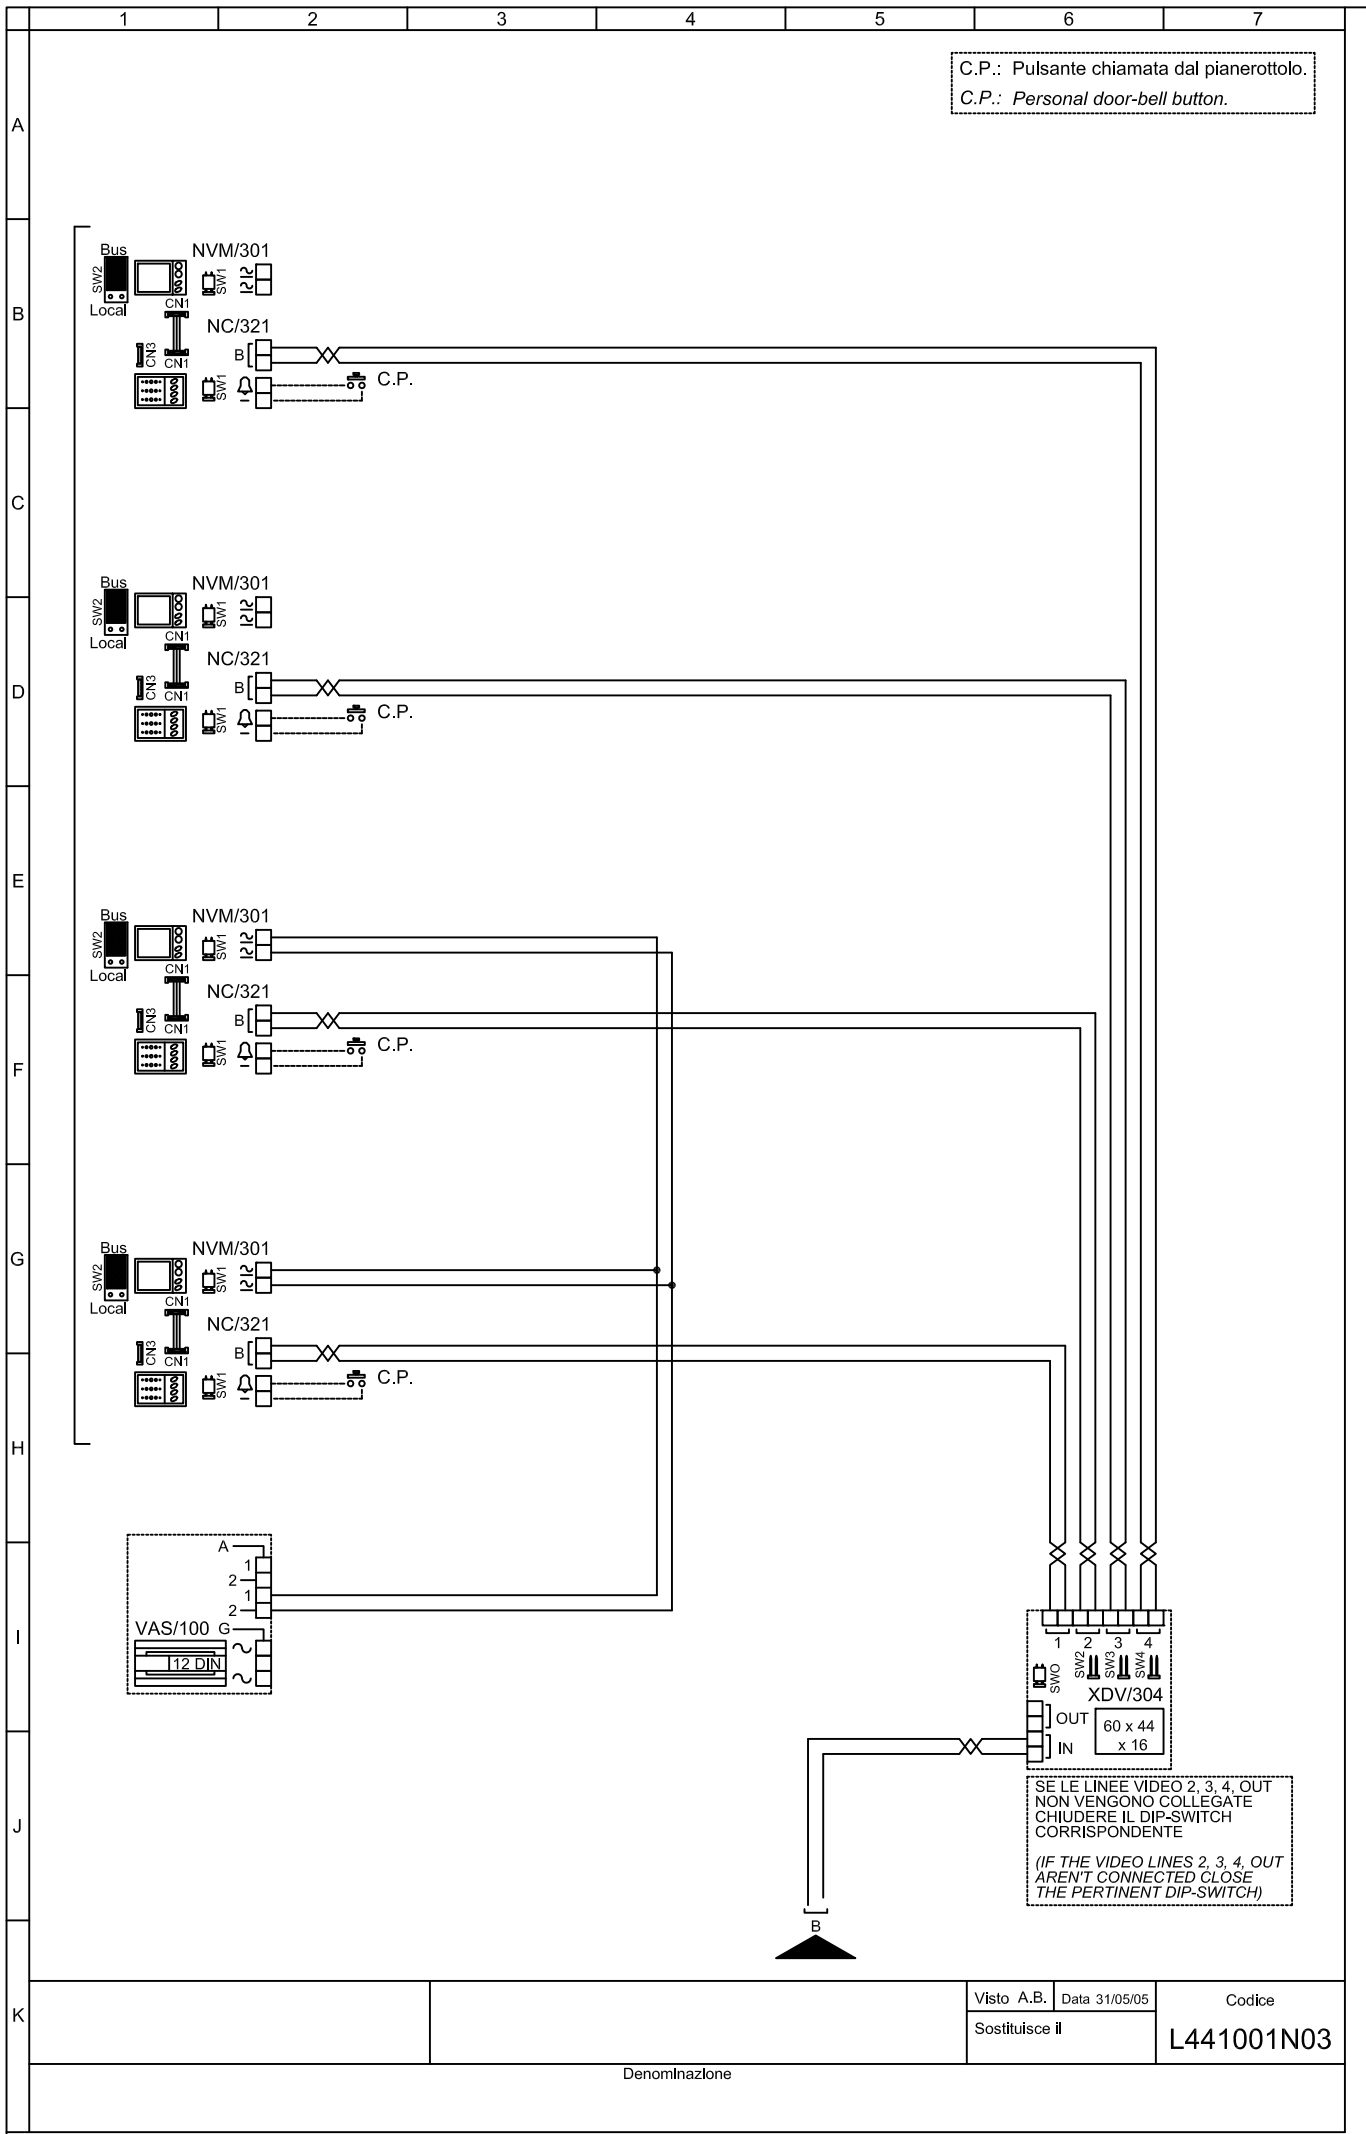 1 2 3 4 5 6 7
C.P.: Pulsante chiamata dal pianerottolo.
C.P.: Personal door-bell button.
A
B
C
D
E
F
G
H
I
J
K
Bus
NVM/301
SW2
SW1
Local
CN1
NC/321
CN3
CN1
B
SW1
C.P.
Bus
NVM/301
SW2
SW1
Local
CN1
NC/321
CN3
CN1
B
SW1
C.P.
Bus
NVM/301
SW2
SW1
Local
CN1
NC/321
CN3
CN1
B
SW1
C.P.
Bus
NVM/301
SW2
SW1
Local
CN1
NC/321
CN3
CN1
B
SW1
C.P.
A
1
2
1
2
VAS/100 G
12 DIN
1 2 3 4
SWO SW2 SW3 SW4
XDV/304
OUT
IN
60 x 44
x 16
SE LE LINEE VIDEO 2, 3, 4, OUT
NON VENGONO COLLEGATE
CHIUDERE IL DIP-SWITCH
CORRISPONDENTE
(IF THE VIDEO LINES 2, 3, 4, OUT
AREN'T CONNECTED CLOSE
THE PERTINENT DIP-SWITCH)
B
Visto A.B. Data 31/05/05
Sostituisce il
Codice
L441001N03
Denominazione